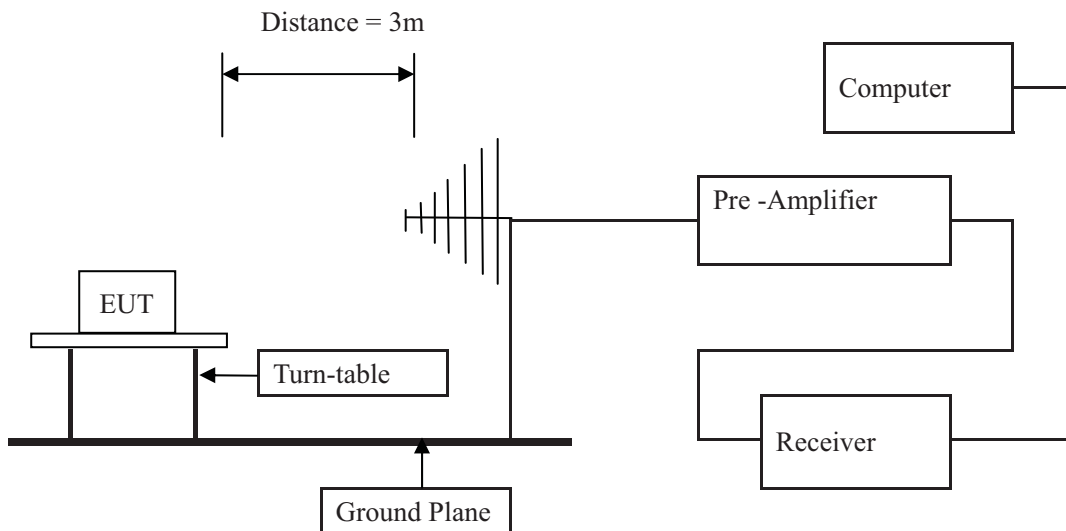 Distance = 3m
Computer
Pre -Amplifier
EUT
Turn-table
Receiver
Ground Plane